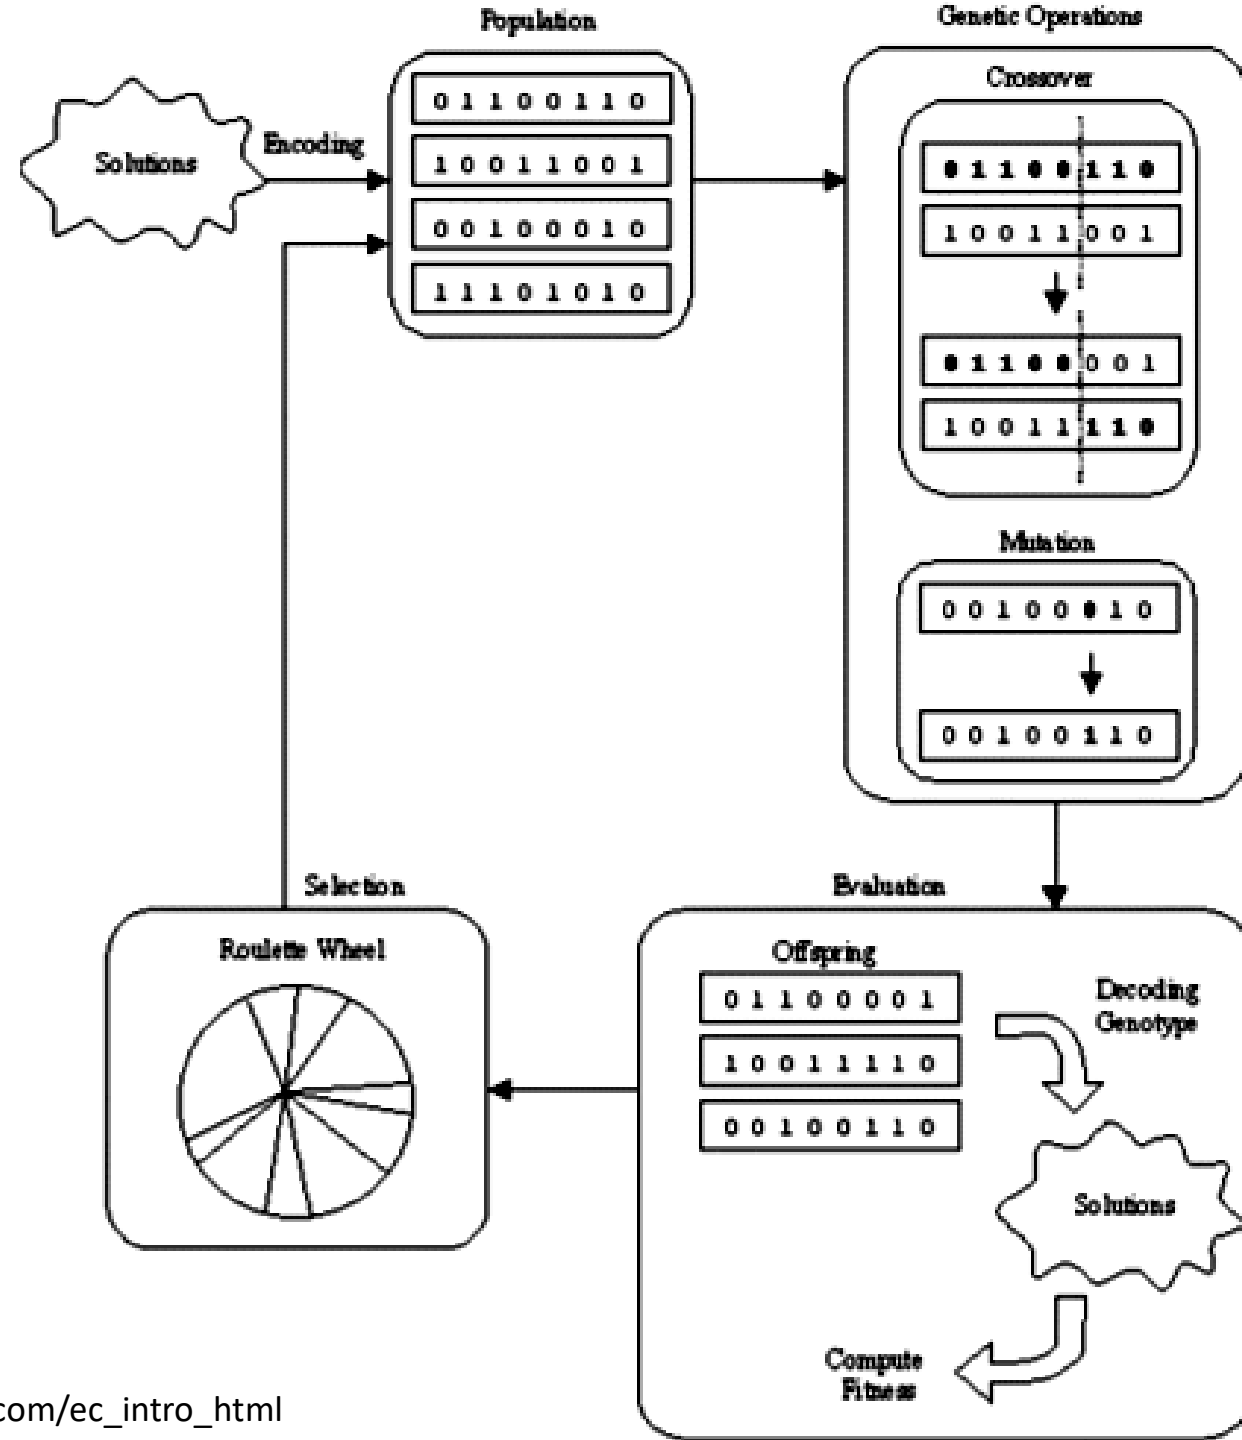 Population
0 1 1 0 0 1 1 0
1 0 0 1 1 0 0 1
0 0 1 0 0 0 1 0
1 1 1 0 1 0 1 0
Solutions
Encoding
Genetic Operations
Crossover
0 1 1 0 0 1 1 0
1 0 0 1 1 0 0 1
0 1 1 0 0 0 0 1
1 0 0 1 1 1 1 0
Mutation
0 0 1 0 0 0 1 0
0 0 1 0 0 1 1 0
Evaluation
Offspring
0 1 1 0 0 0 0 1
1 0 0 1 1 1 1 0
0 0 1 0 0 1 1 0
Decoding
Genotype
Solutions
Compute
Fitness
Selection
Roulette Wheel
com/ec_intro_html